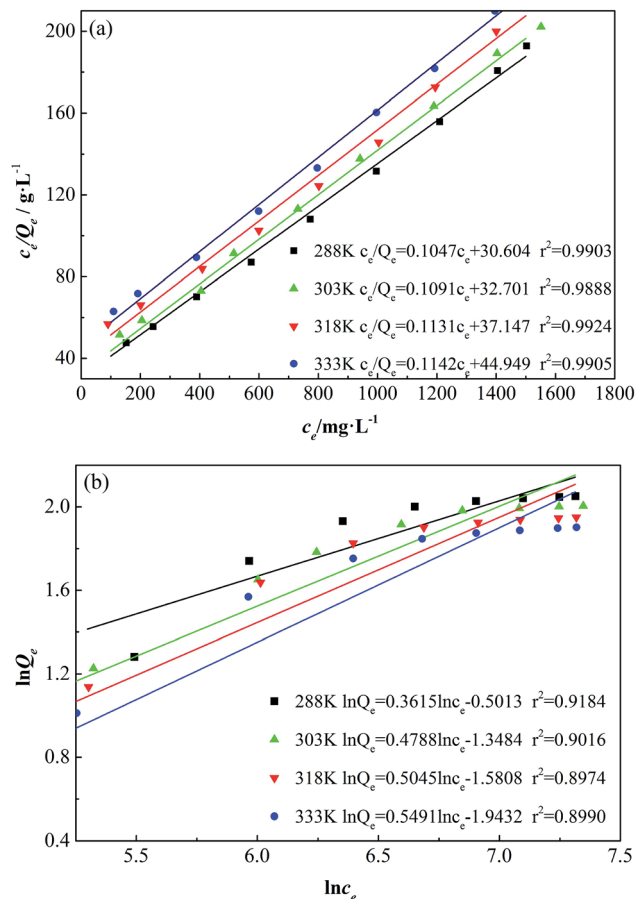 (a)
200
160
120
80
40
c_e/Q_e / g·L⁻¹
288K c_e/Q_e=0.1047c_e+30.604 r²=0.9903
303K c_e/Q_e=0.1091c_e+32.701 r²=0.9888
318K c_e/Q_e=0.1131c_e+37.147 r²=0.9924
333K c_e/Q_e=0.1142c_e+44.949 r²=0.9905
0 200 400 600 800 1000 1200 1400 1600 1800
c_e/mg·L⁻¹
(b)
2.0
1.6
1.2
0.8
0.4
lnQ_e
288K lnQ_e=0.3615lnc_e-0.5013 r²=0.9184
303K lnQ_e=0.4788lnc_e-1.3484 r²=0.9016
318K lnQ_e=0.5045lnc_e-1.5808 r²=0.8974
333K lnQ_e=0.5491lnc_e-1.9432 r²=0.8990
5.5 6.0 6.5 7.0 7.5
lnc_e